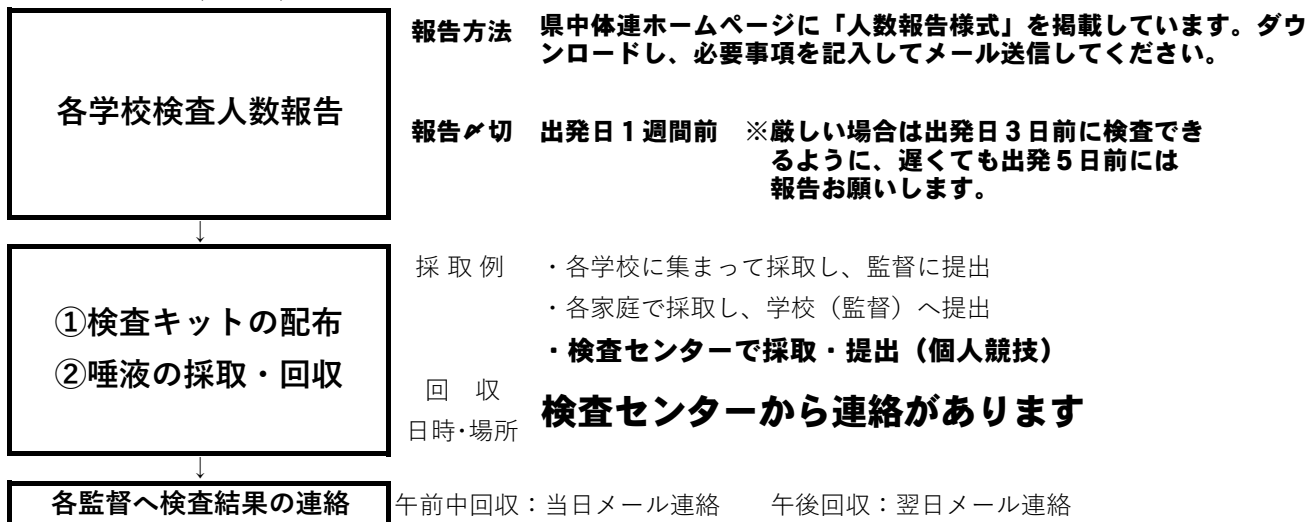 報告方法 県中体連ホームページに「人数報告様式」を掲載しています。ダウ
ンロードし、必要事項を記入してメール送信してください。
各学校検査人数報告
報告〆切 出発日1週間前 ※厳しい場合は出発日3日前に検査でき
るように、遅くても出発5日前には
報告お願いします。
↓
採取例 ・各学校に集まって採取し、監督に提出
・各家庭で採取し、学校(監督)へ提出
①検査キットの配布
・検査センターで採取・提出(個人競技)
②唾液の採取・回収
回 収
日時・場所 検査センターから連絡があります
↓
各監督へ検査結果の連絡 午前中回収:当日メール連絡 午後回収:翌日メール連絡